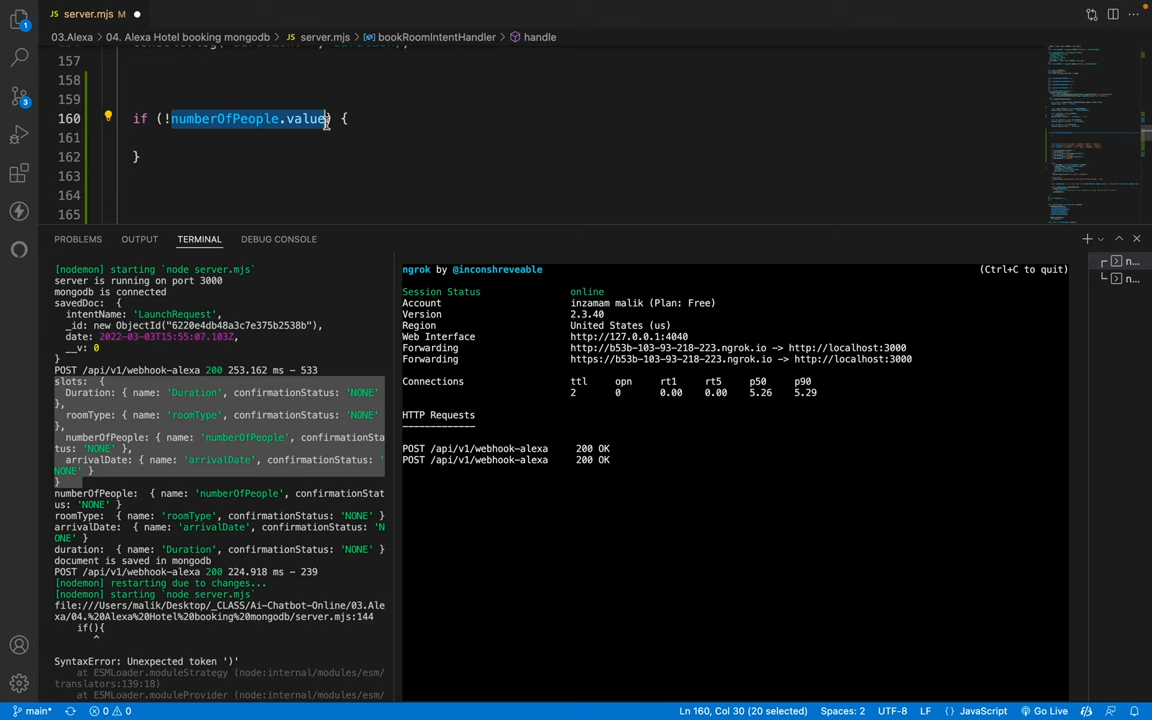 server.mjs M
03.Alexa > 04. Alexa Hotel booking mongodb > server.mjs > bookRoomIntentHandler > handle
157
158
159
160 if (!numberOfPeople.value) {
161
162 }
163
164
165
PROBLEMS OUTPUT TERMINAL DEBUG CONSOLE
[nodemon] starting `node server.mjs`
server is running on port 3000
mongodb is connected
savedDoc:  {
intentName: 'LaunchRequest',
_id: new ObjectId("6220e4db48a3c7e375b2538b"),
date: 2022-03-03T15:55:07.103Z,
__v: 0
}
POST /api/v1/webhook-alexa 200 253.162 ms - 533
slots:  {
Duration: { name: 'Duration', confirmationStatus: 'NONE'
},
roomType: { name: 'roomType', confirmationStatus: 'NONE'
},
numberOfPeople: { name: 'numberOfPeople', confirmationSta
tus: 'NONE' },
arrivalDate: { name: 'arrivalDate', confirmationStatus: '
NONE' }
}
numberOfPeople:  { name: 'numberOfPeople', confirmationStat
us: 'NONE' }
roomType:  { name: 'roomType', confirmationStatus: 'NONE' }
arrivalDate:  { name: 'arrivalDate', confirmationStatus: 'N
ONE' }
duration:  { name: 'Duration', confirmationStatus: 'NONE' }
document is saved in mongodb
POST /api/v1/webhook-alexa 200 224.918 ms - 239
[nodemon] restarting due to changes...
[nodemon] starting `node server.mjs`
file:///Users/malik/Desktop/_CLASS/Ai-Chatbot-Online/03.Ale
xa/04.%20Alexa%20Hotel%20booking%20mongodb/server.mjs:144
if(){
^
SyntaxError: Unexpected token ')'
at ESMLoader.moduleStrategy (node:internal/modules/esm/
translators:139:18)
at ESMLoader.moduleProvider (node:internal/modules/esm/
ngrok by @inconshreveable (Ctrl+C to quit)
Session Status online
Account inzamam malik (Plan: Free)
Version 2.3.40
Region United States (us)
Web Interface http://127.0.0.1:4040
Forwarding http://b53b-103-93-218-223.ngrok.io -> http://localhost:3000
Forwarding https://b53b-103-93-218-223.ngrok.io -> http://localhost:3000
Connections ttl opn rt1 rt5 p50 p90
2 0 0.00 0.00 5.26 5.29
HTTP Requests
-------------
POST /api/v1/webhook-alexa 200 OK
POST /api/v1/webhook-alexa 200 OK
n...
n...
1
3
main* 0 0 Ln 160, Col 30 (20 selected) Spaces: 2 UTF-8 LF {} JavaScript Go Live